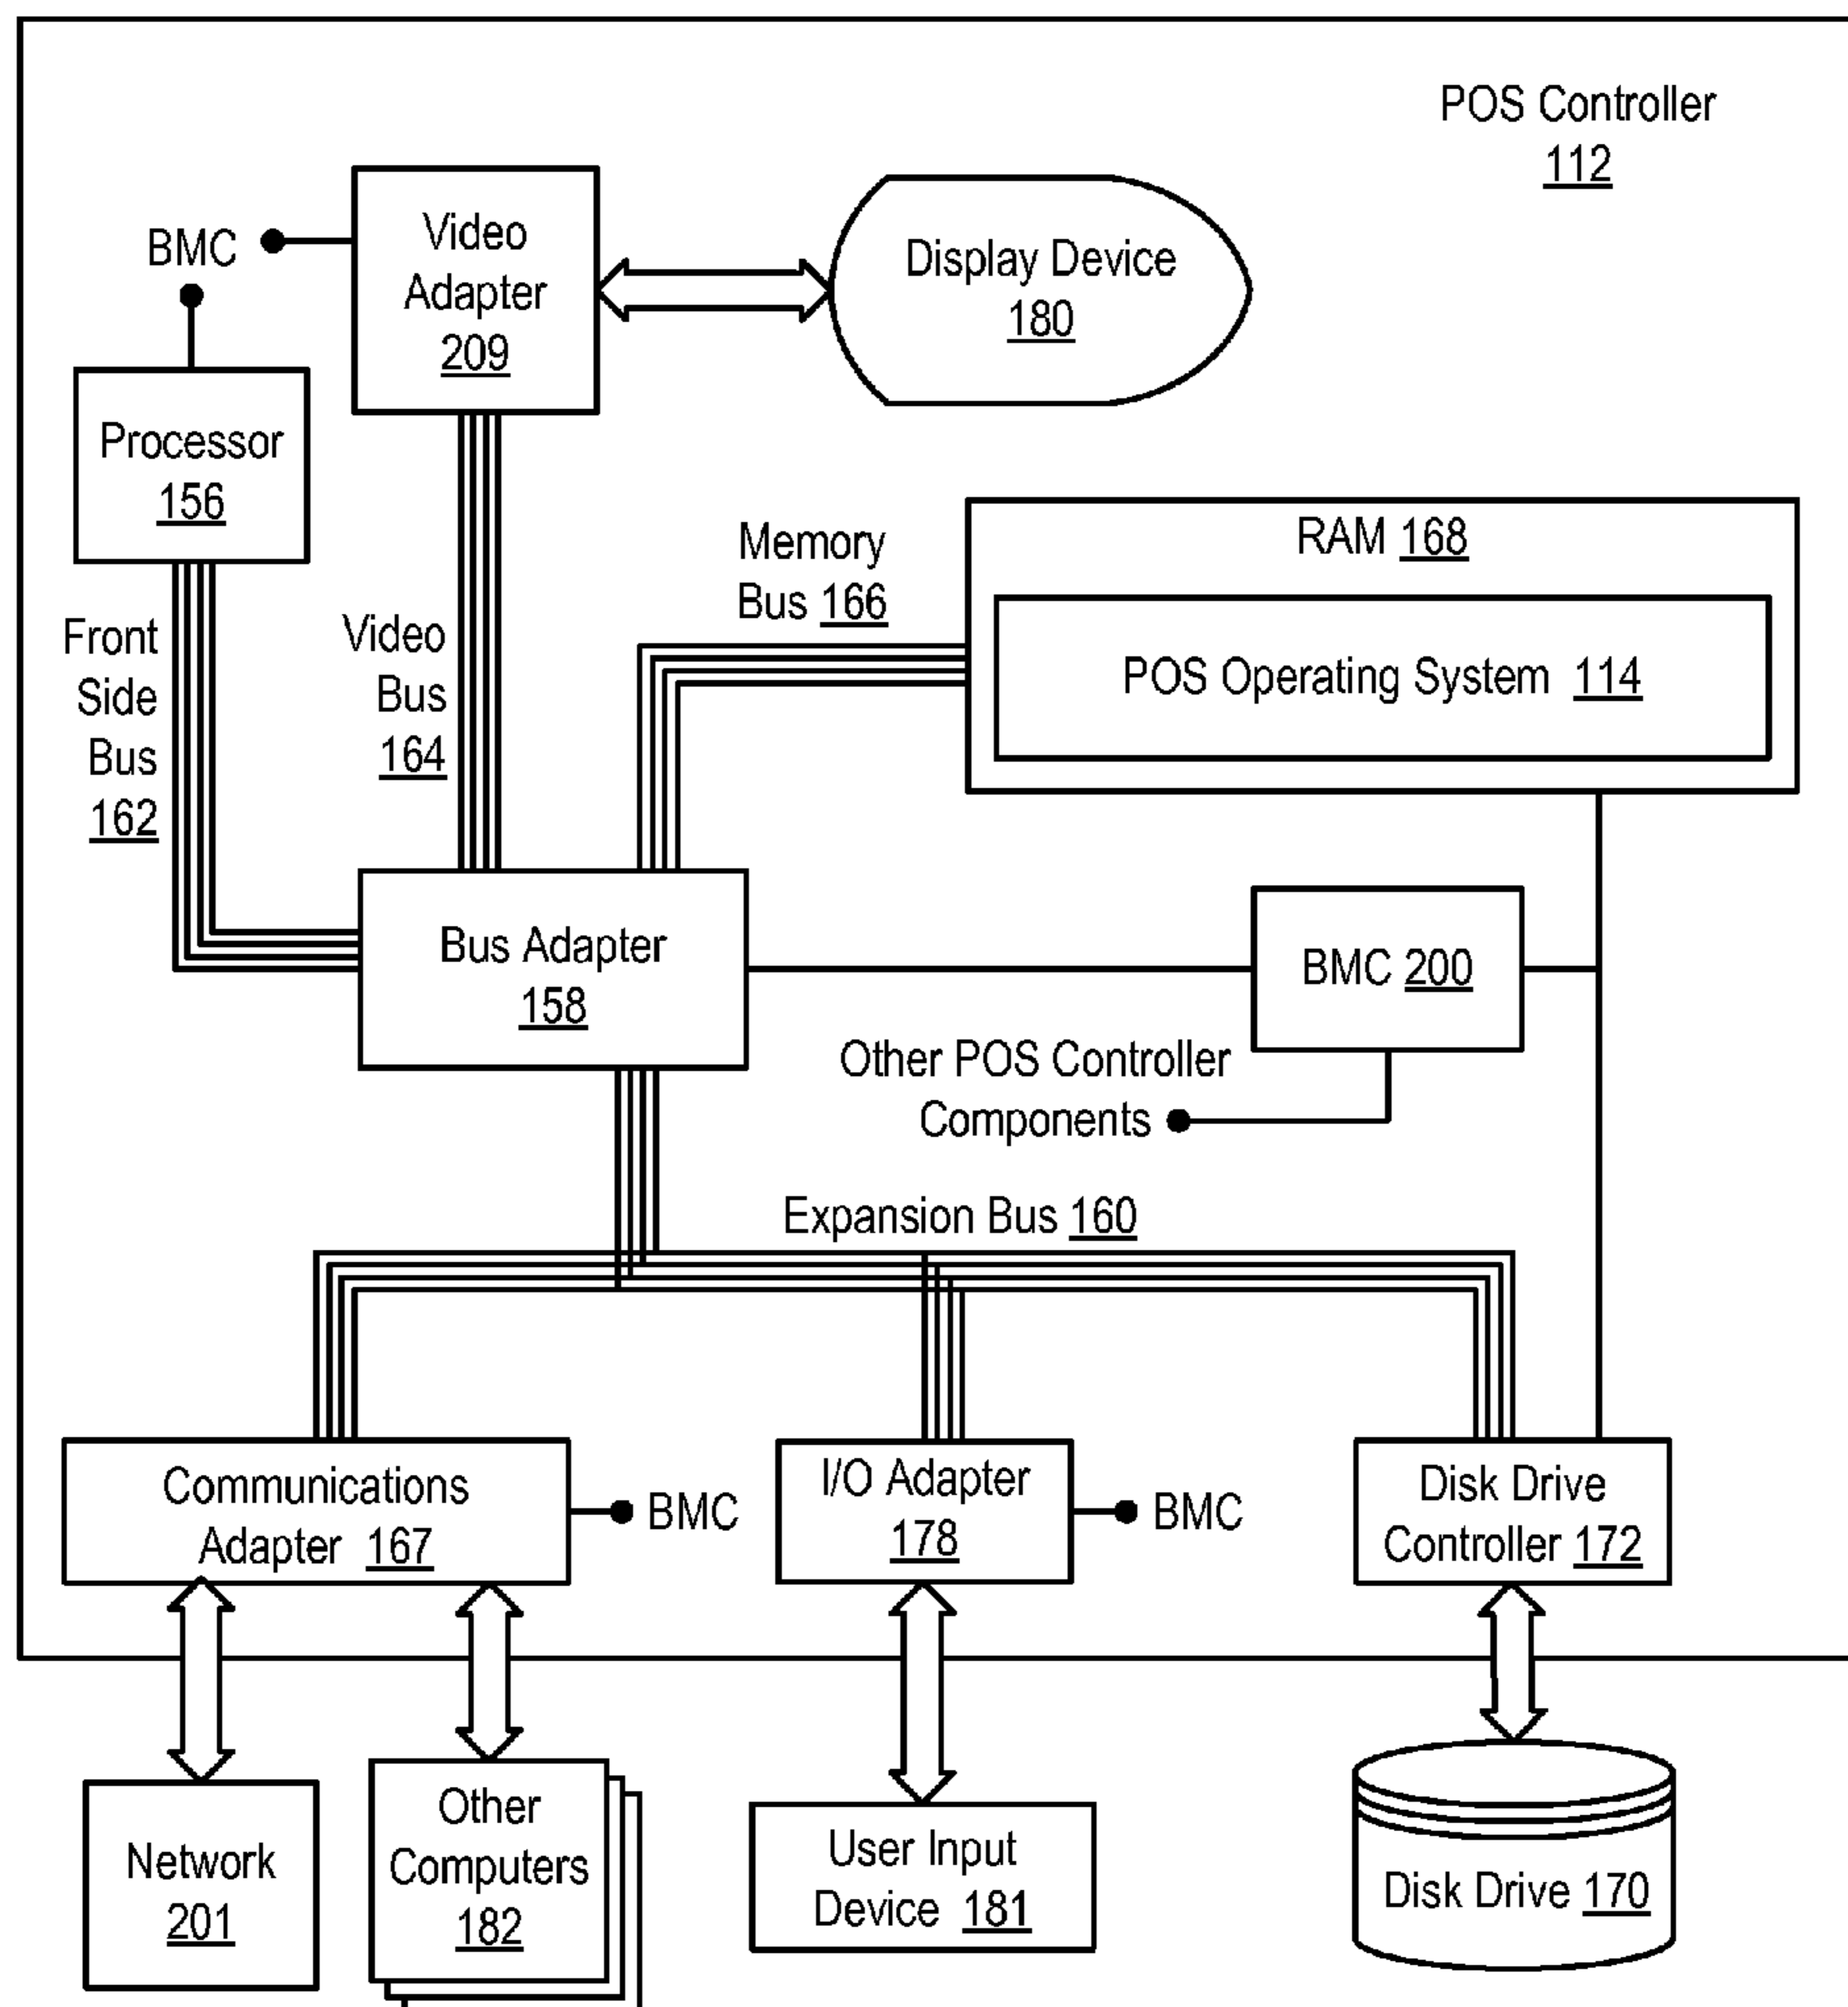 POS Controller
112
BMC
Video
Adapter
209
Display Device
180
Processor
156
Front
Side
Bus
162
Video
Bus
164
Memory
Bus 166
RAM 168
POS Operating System 114
Bus Adapter
158
BMC 200
Other POS Controller
Components
Expansion Bus 160
Communications
Adapter 167
BMC
I/O Adapter
178
BMC
Disk Drive
Controller 172
Network
201
Other
Computers
182
User Input
Device 181
Disk Drive 170